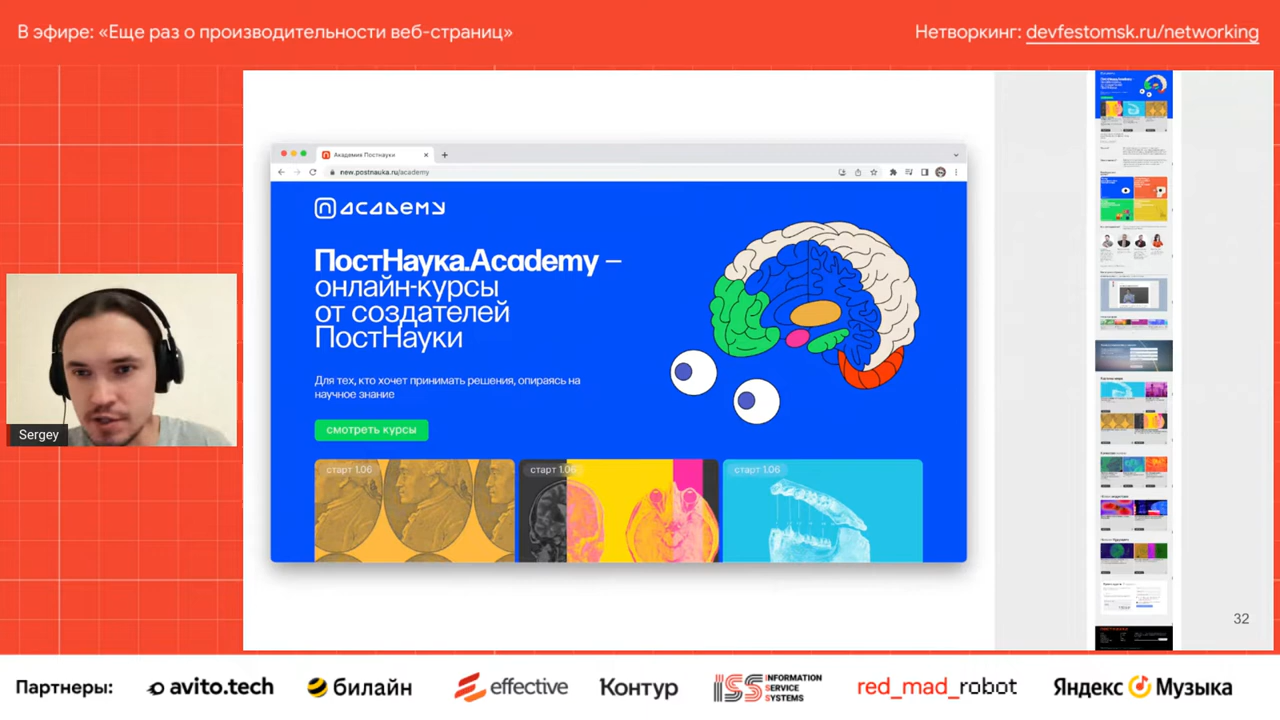 В эфире: «Еще раз о производительности веб-страниц»
Нетворкинг: devfestomsk.ru/networking
Академия Постнауки
new.postnauka.ru/academy
academy
ПостНаука.Academy –
онлайн-курсы
от создателей
ПостНауки
Для тех, кто хочет принимать решения, опираясь на
научное знание
смотреть курсы
старт 1.06
старт 1.06
старт 1.06
Sergey
32
Партнеры:
avito.tech
билайн
effective
Контур
ISS INFORMATION
SERVICE
SYSTEMS
red_mad_robot
Яндекс Музыка